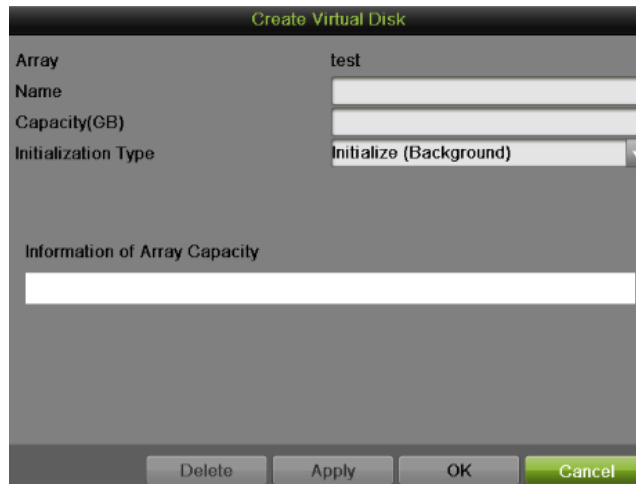 Create Virtual Disk
Array test
Name
Capacity(GB)
Initialization Type Initialize (Background)
Information of Array Capacity
Delete Apply OK Cancel